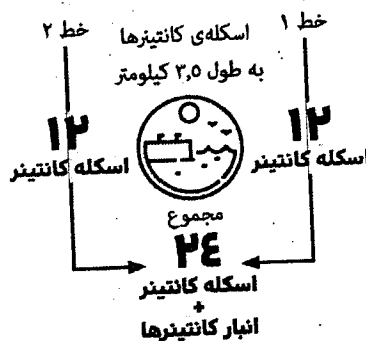 خط ۱
اسکله‌ی کانتینرها
خط ۲
به طول ۳,۵ کیلومتر
۱۲
اسکله کانتینر
۱۲
اسکله کانتینر
مجموع
۲٤
اسکله کانتینر
+
انبار کانتینرها